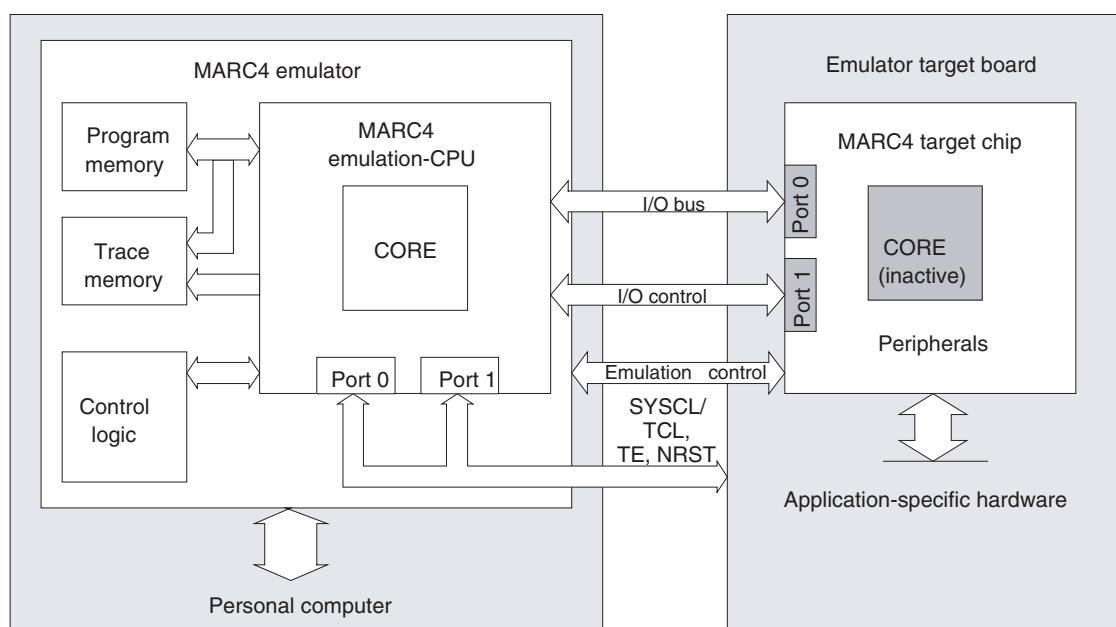 MARC4 emulator
Program
memory
Trace
memory
Control
logic
MARC4
emulation-CPU
CORE
Port 0
Port 1
I/O bus
I/O control
Emulation control
SYSCL/
TCL,
TE, NRST
Personal computer
Emulator target board
MARC4 target chip
Port 0
Port 1
CORE
(inactive)
Peripherals
Application-specific hardware